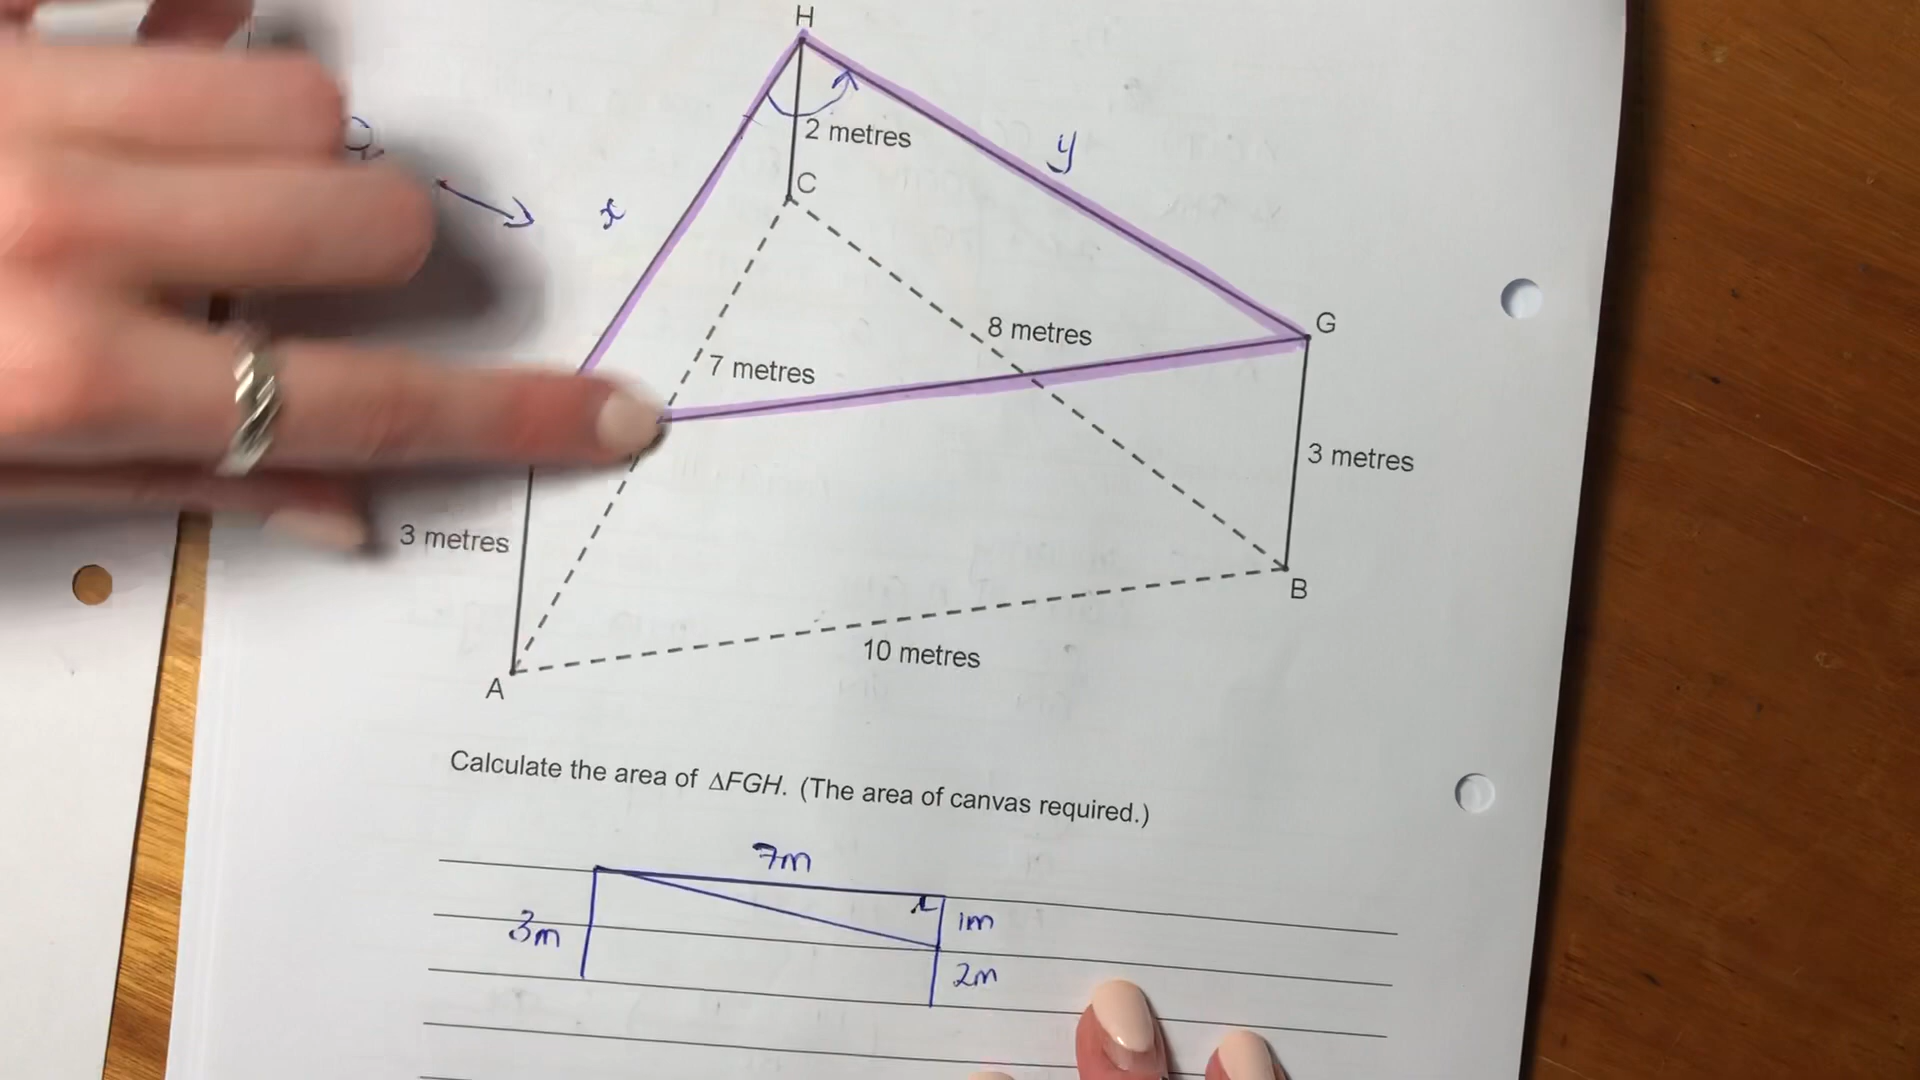 H
2 metres
y
C
x
G
8 metres
7 metres
3 metres
3 metres
B
10 metres
A
Calculate the area of ΔFGH. (The area of canvas required.)
7m
3m
1m
2m